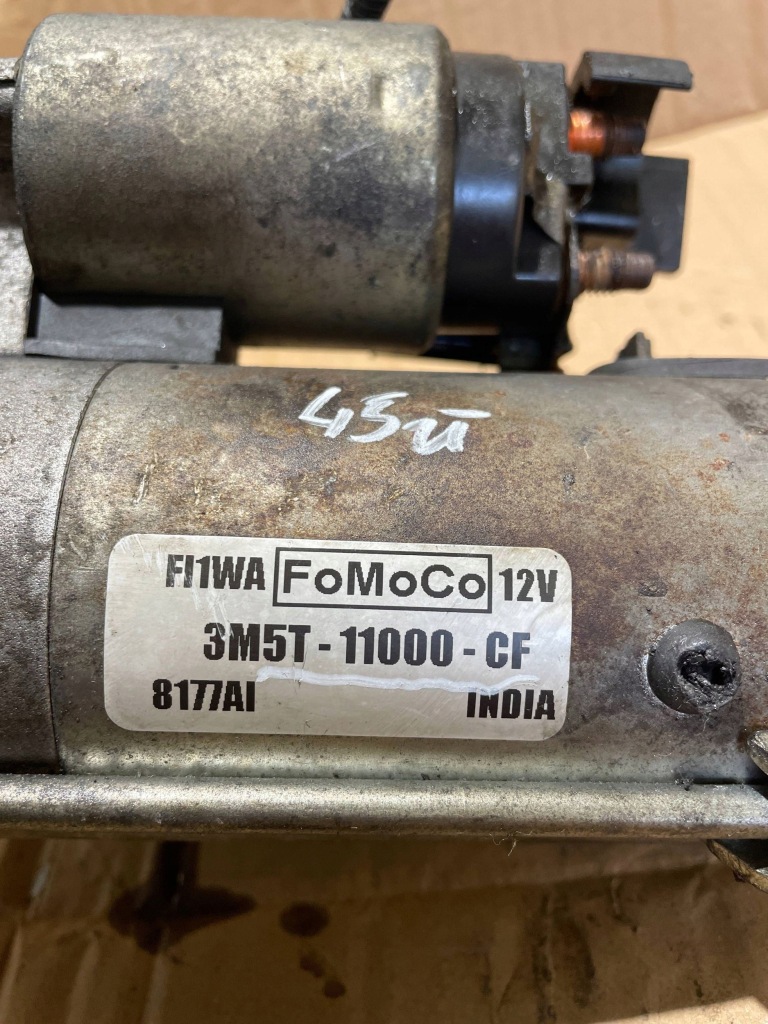 45
FI1WA FoMoCo 12V
3M5T - 11000 - CF
8177AI INDIA